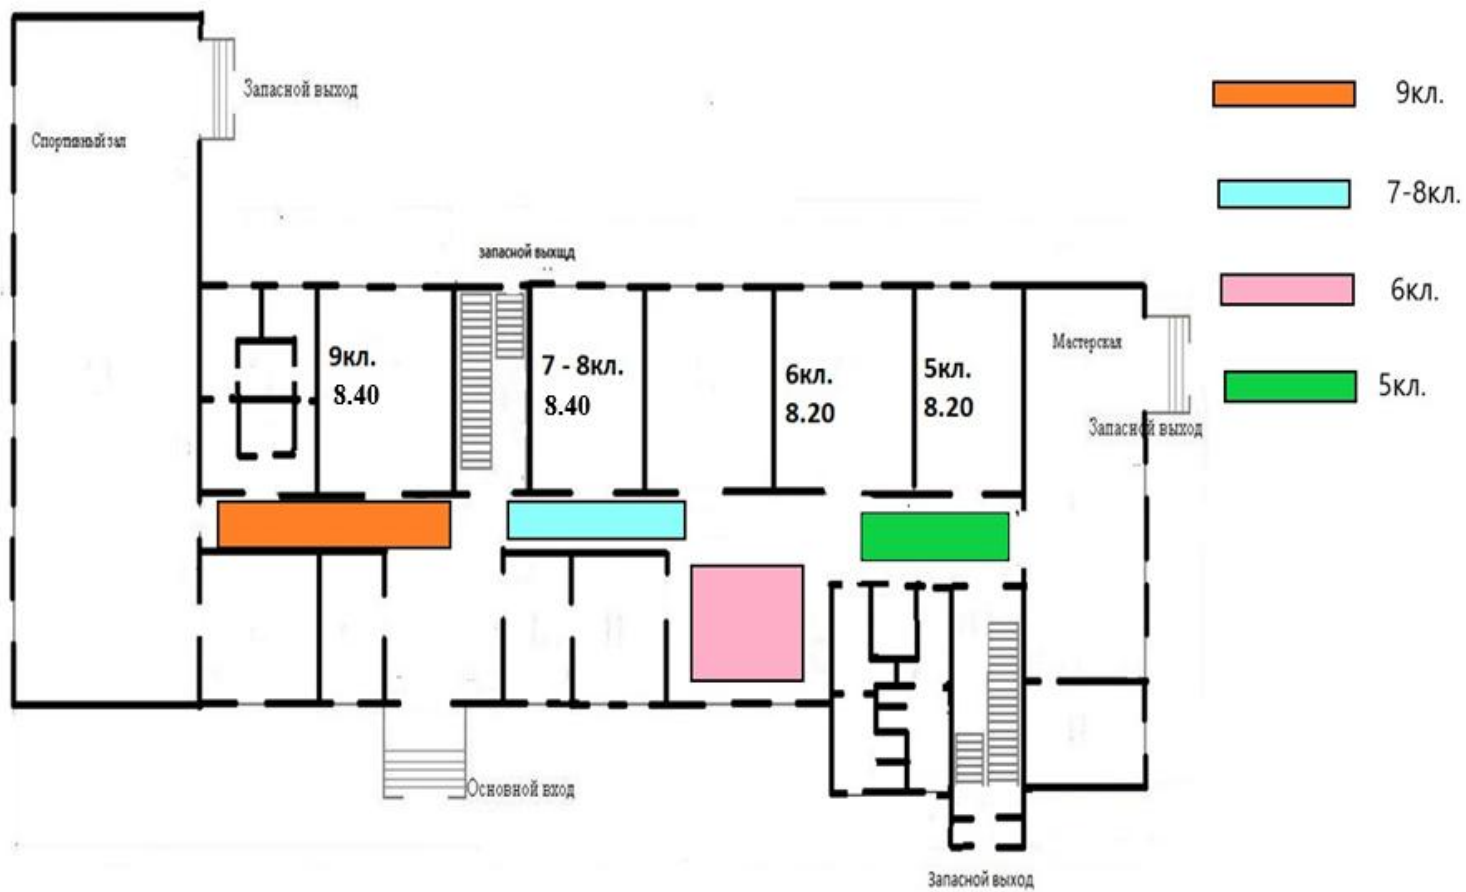 Запасной выход
Спортивный зал
запасной выхщд
9кл.
8.40
7 - 8кл.
8.40
6кл.
8.20
5кл.
8.20
Мастерская
Запасной выход
Основной вход
Запасной выход
9кл.
7-8кл.
6кл.
5кл.